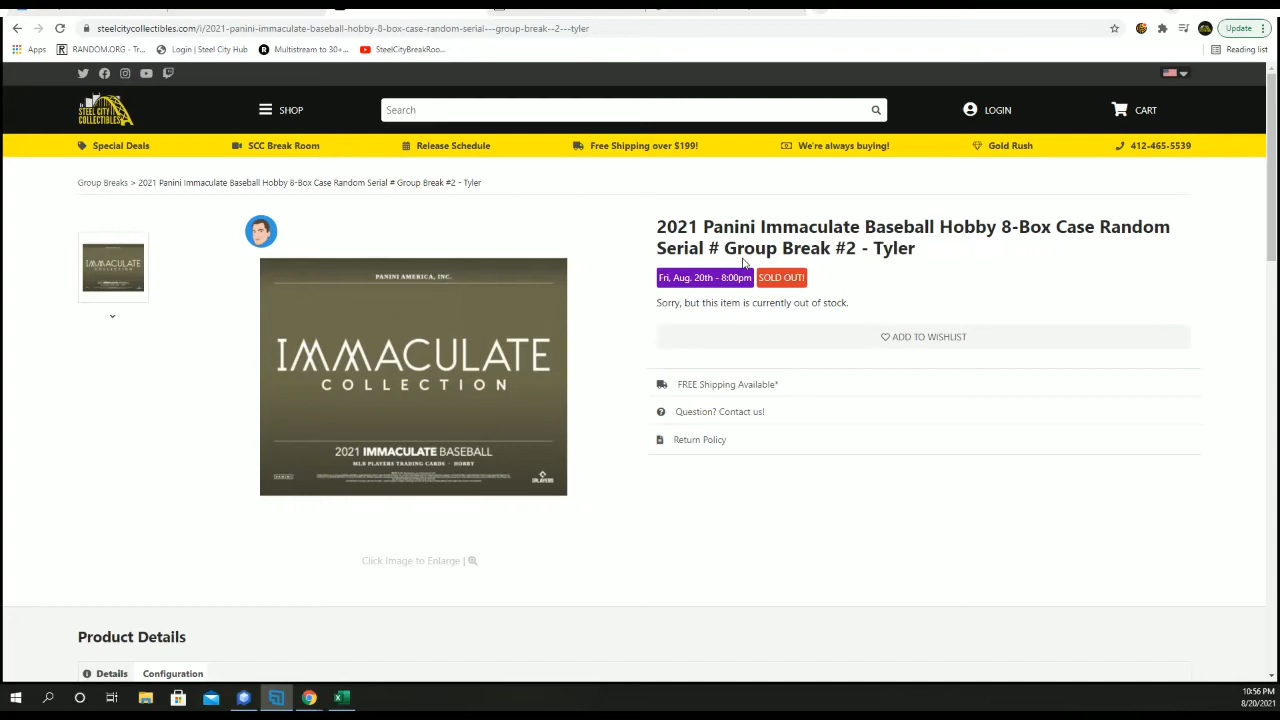 steelcitycollectibles.com/i/2021-panini-immaculate-baseball-hobby-8-box-case-random-serial---group-break--2---tyler
Update
Apps
RANDOM.ORG - Tr...
Login | Steel City Hub
Multistream to 30+...
SteelCityBreakRoo...
Reading list
STEEL CITY
COLLECTIBLES
SHOP
Search
LOGIN
CART
Special Deals
SCC Break Room
Release Schedule
Free Shipping over $199!
We're always buying!
Gold Rush
412-465-5539
Group Breaks > 2021 Panini Immaculate Baseball Hobby 8-Box Case Random Serial # Group Break #2 - Tyler
2021 Panini Immaculate Baseball Hobby 8-Box Case Random
Serial # Group Break #2 - Tyler
Fri, Aug. 20th - 8:00pm
SOLD OUT!
Sorry, but this item is currently out of stock.
ADD TO WISHLIST
FREE Shipping Available*
Question? Contact us!
Return Policy
IMMACULATE
COLLECTION
PANINI AMERICA, INC.
IMMACULATE
COLLECTION
2021 IMMACULATE BASEBALL
MLB PLAYERS TRADING CARDS · HOBBY
Click Image to Enlarge |
Product Details
Details
Configuration
10:56 PM
8/20/2021